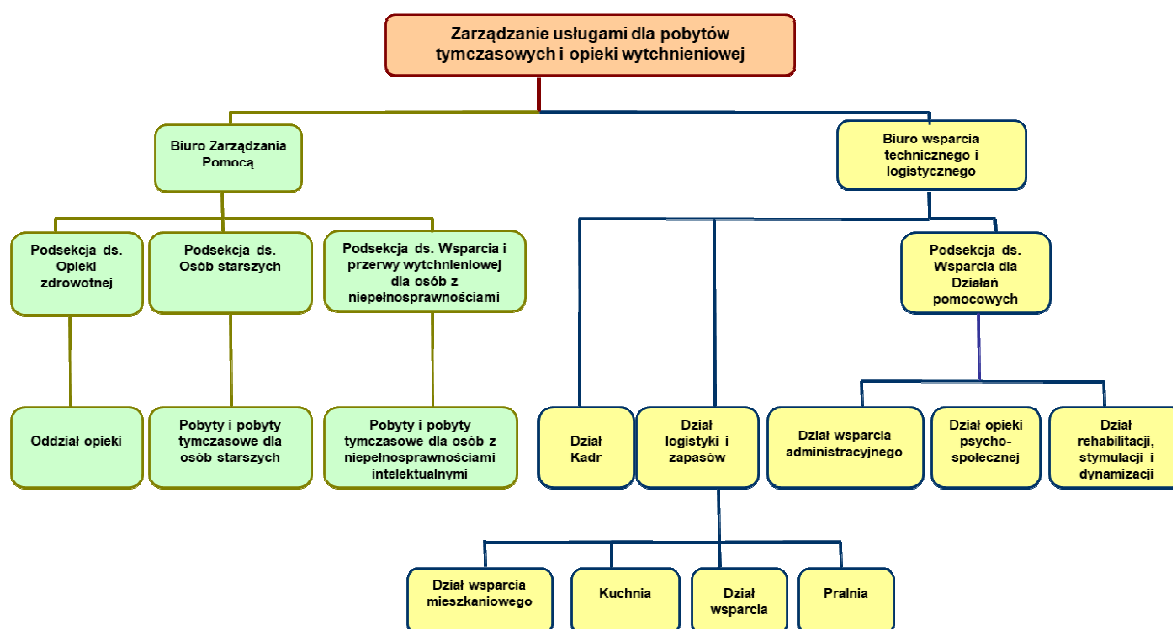 Zarządzanie usługami dla pobytów
tymczasowych i opieki wytchnieniowej
Biuro Zarządzania
Pomocą
Biuro wsparcia
technicznego i
logistycznego
Podsekcja ds.
Opieki
zdrowotnej
Podsekcja ds.
Osób starszych
Podsekcja ds. Wsparcia i
przerwy wytchnieniowej
dla osób z
niepełnosprawnościami
Podsekcja ds.
Wsparcia dla
Działań
pomocowych
Oddział opieki
Pobyty i pobyty
tymczasowe dla
osób starszych
Pobyty i pobyty
tymczasowe dla osób z
niepełnosprawnościami
intelektualnymi
Dział
Kadr
Dział
logistyki i
zapasów
Dział wsparcia
administracyjnego
Dział opieki
psycho-
społecznej
Dział
rehabilitacji,
stymulacji i
dynamizacji
Dział wsparcia
mieszkaniowego
Kuchnia
Dział
wsparcia
Pralnia